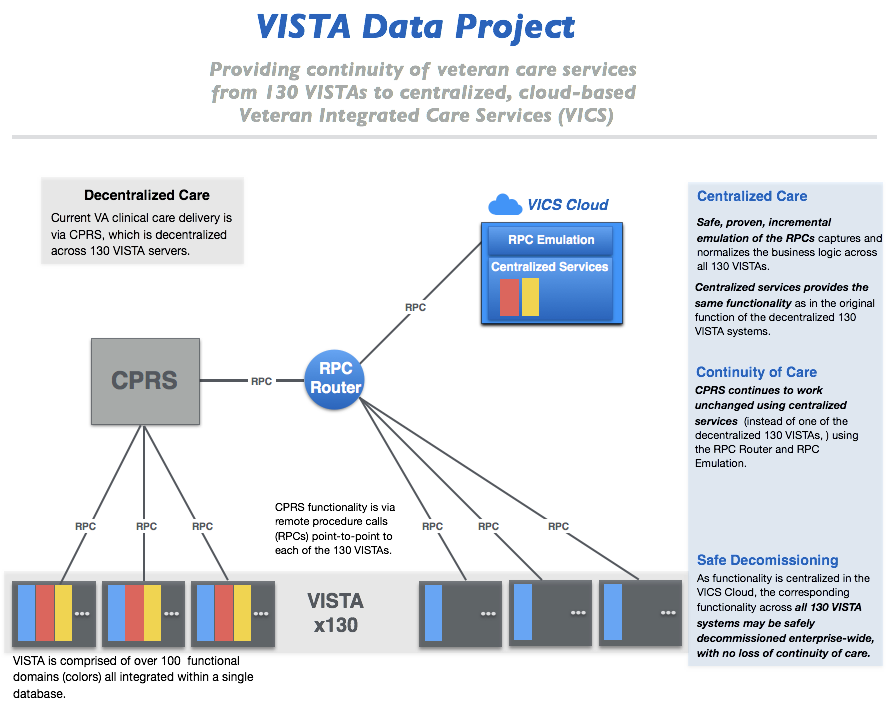 VISTA Data Project
Providing continuity of veteran care services
from 130 VISTAs to centralized, cloud-based
Veteran Integrated Care Services (VICS)
Decentralized Care
Current VA clinical care delivery is
via CPRS, which is decentralized
across 130 VISTA servers.
VICS Cloud
RPC Emulation
Centralized Services
RPC
CPRS
RPC
RPC
Router
CPRS functionality is via
remote procedure calls
(RPCs) point-to-point to
each of the 130 VISTAs.
RPC
RPC
RPC
RPC
RPC
RPC
...
...
...
VISTA
x130
...
...
...
VISTA is comprised of over 100 functional
domains (colors) all integrated within a single
database.
Centralized Care
Safe, proven, incremental
emulation of the RPCs captures and
normalizes the business logic across
all 130 VISTAs.
Centralized services provides the
same functionality as in the original
function of the decentralized 130
VISTA systems.
Continuity of Care
CPRS continues to work
unchanged using centralized
services (instead of one of the
decentralized 130 VISTAs, ) using
the RPC Router and RPC
Emulation.
Safe Decomissioning
As functionality is centralized in the
VICS Cloud, the corresponding
functionality across all 130 VISTA
systems may be safely
decommissioned enterprise-wide,
with no loss of continuity of care.